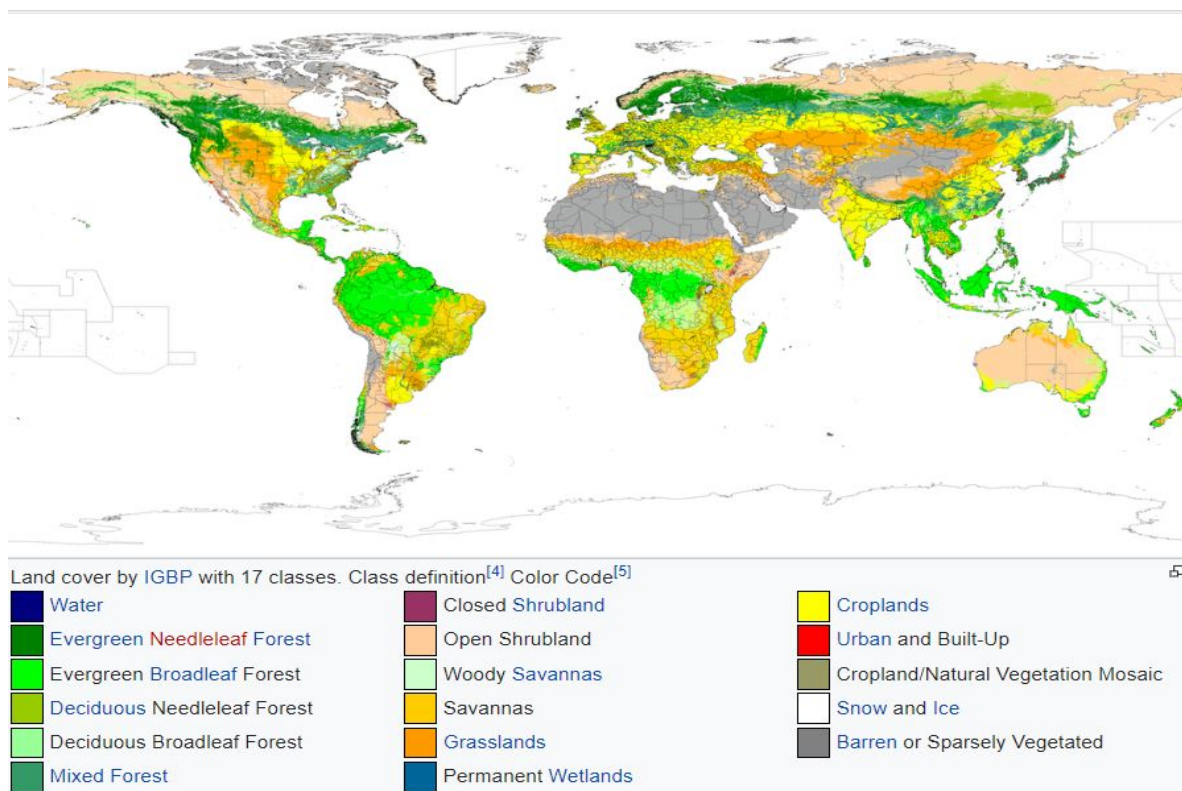 Land cover by IGBP with 17 classes. Class definition[4] Color Code[5]
Water
Evergreen Needleleaf Forest
Evergreen Broadleaf Forest
Deciduous Needleleaf Forest
Deciduous Broadleaf Forest
Mixed Forest
Closed Shrubland
Open Shrubland
Woody Savannas
Savannas
Grasslands
Permanent Wetlands
Croplands
Urban and Built-Up
Cropland/Natural Vegetation Mosaic
Snow and Ice
Barren or Sparsely Vegetated